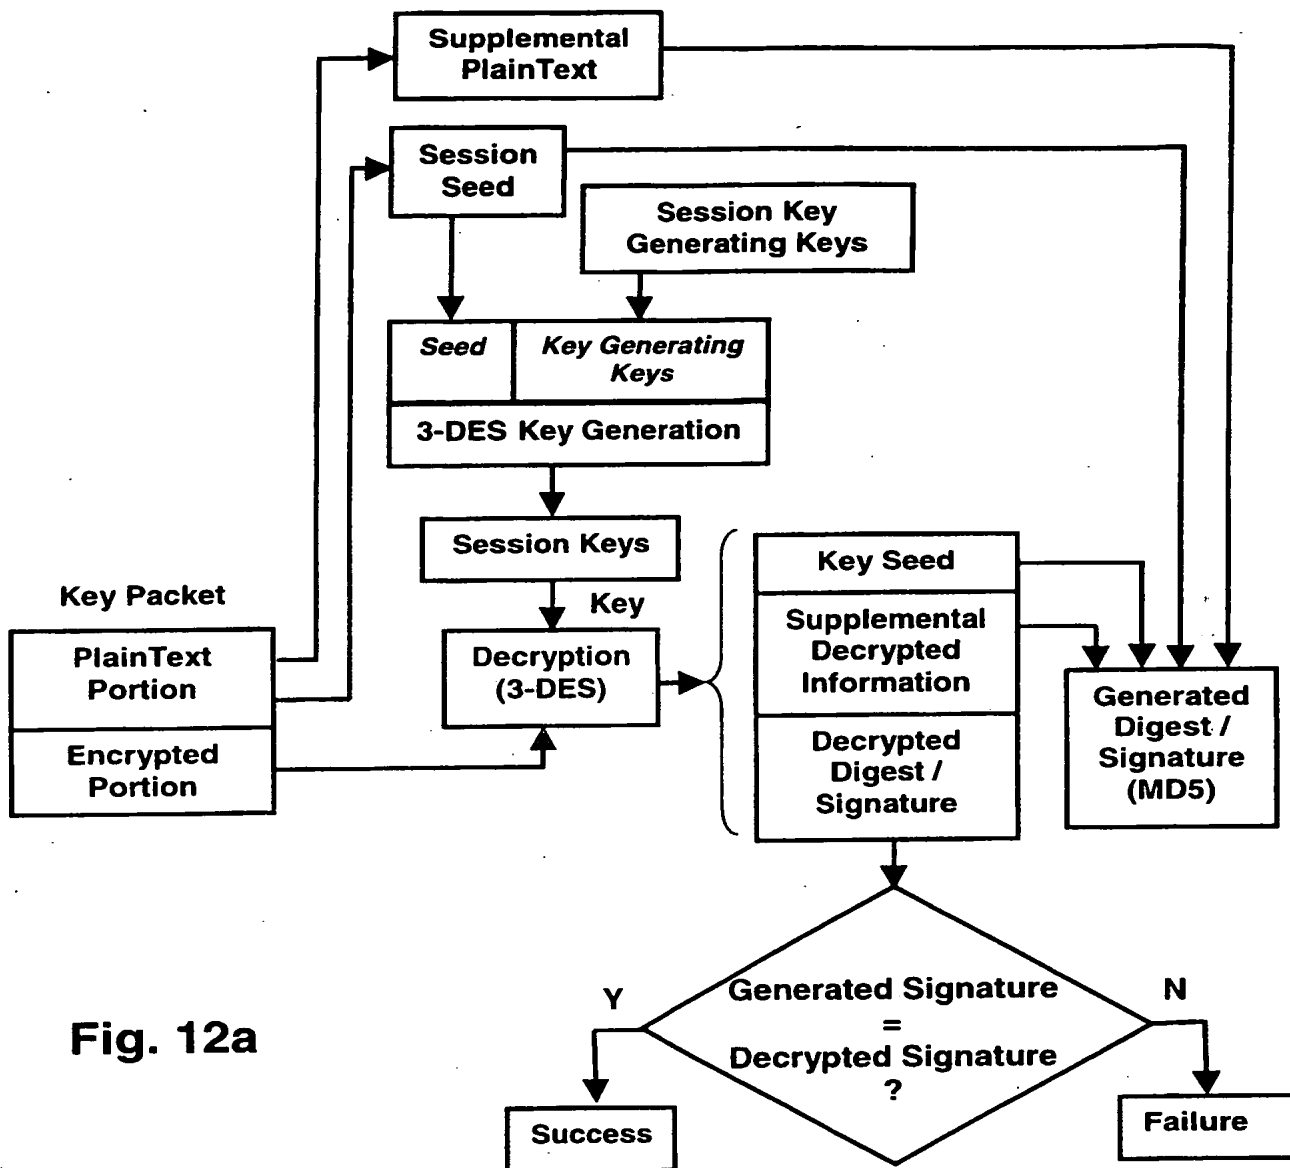 Supplemental
PlainText
Session
Seed
Session Key
Generating Keys
Seed
Key Generating
Keys
3-DES Key Generation
Session Keys
Key
Key Packet
PlainText
Portion
Encrypted
Portion
Decryption
(3-DES)
Key Seed
Supplemental
Decrypted
Information
Decrypted
Digest /
Signature
Generated
Digest /
Signature
(MD5)
Generated Signature
=
Decrypted Signature
?
Y
N
Success
Failure
Fig. 12a